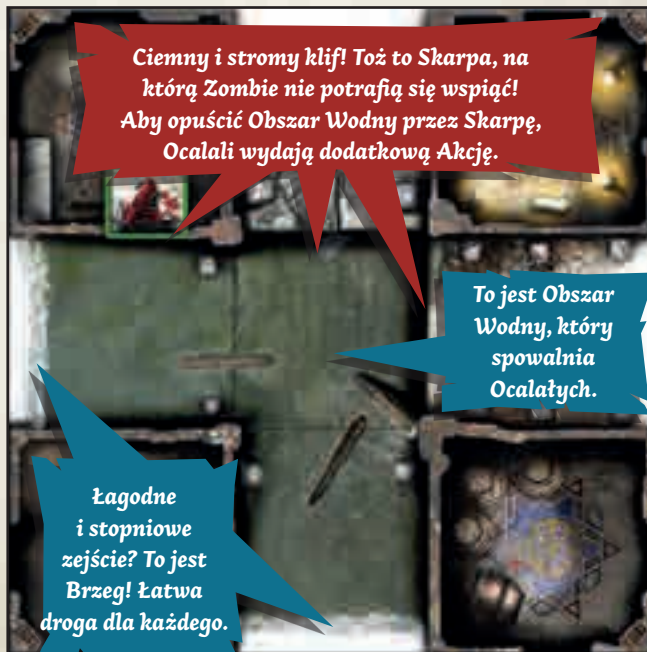 Ciemny i stromy klif! Toż to Skarpa, na
którą Zombie nie potrafią się wspiąć!
Aby opuścić Obszar Wodny przez Skarpę,
Ocalali wydają dodatkową Akcję.
To jest Obszar
Wodny, który
spowalnia
Ocalałych.
Łagodne
i stopniowe
zejście? To jest
Brzeg! Łatwa
droga dla każdego.